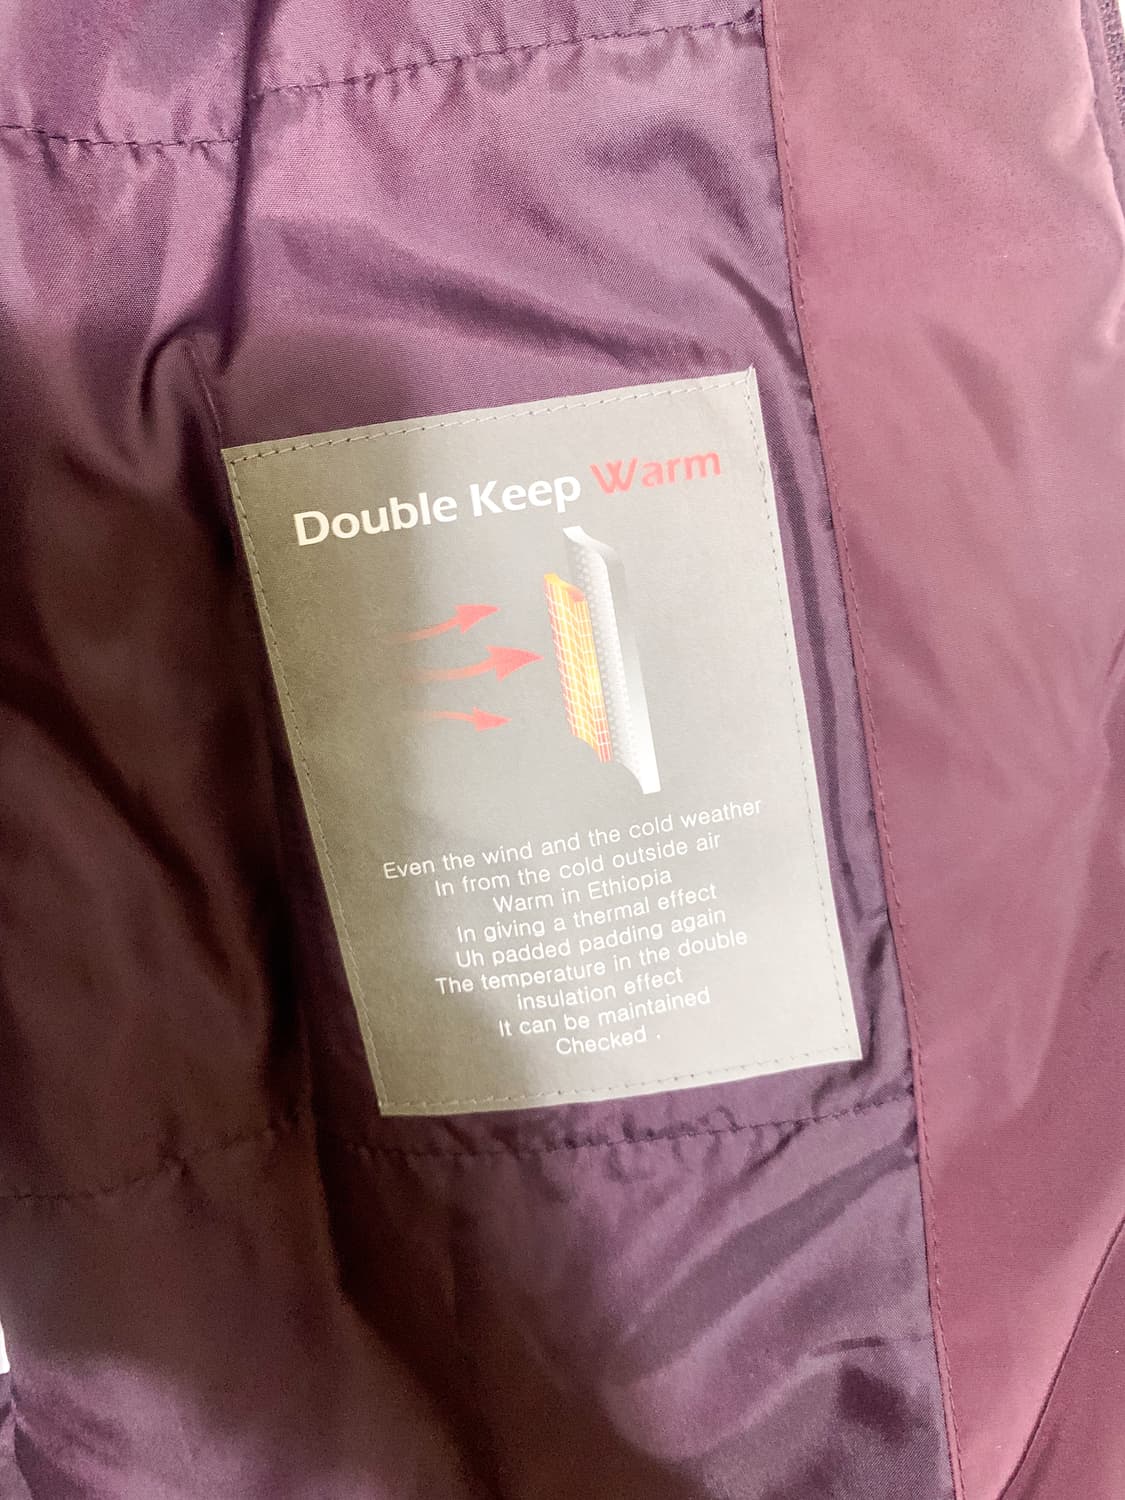 Double Keep Warm
Even the wind and the cold weather
In from the cold outside air
Warm in Ethiopia
In giving a thermal effect
Uh padded padding again
The temperature in the double
insulation effect
It can be maintained
Checked .